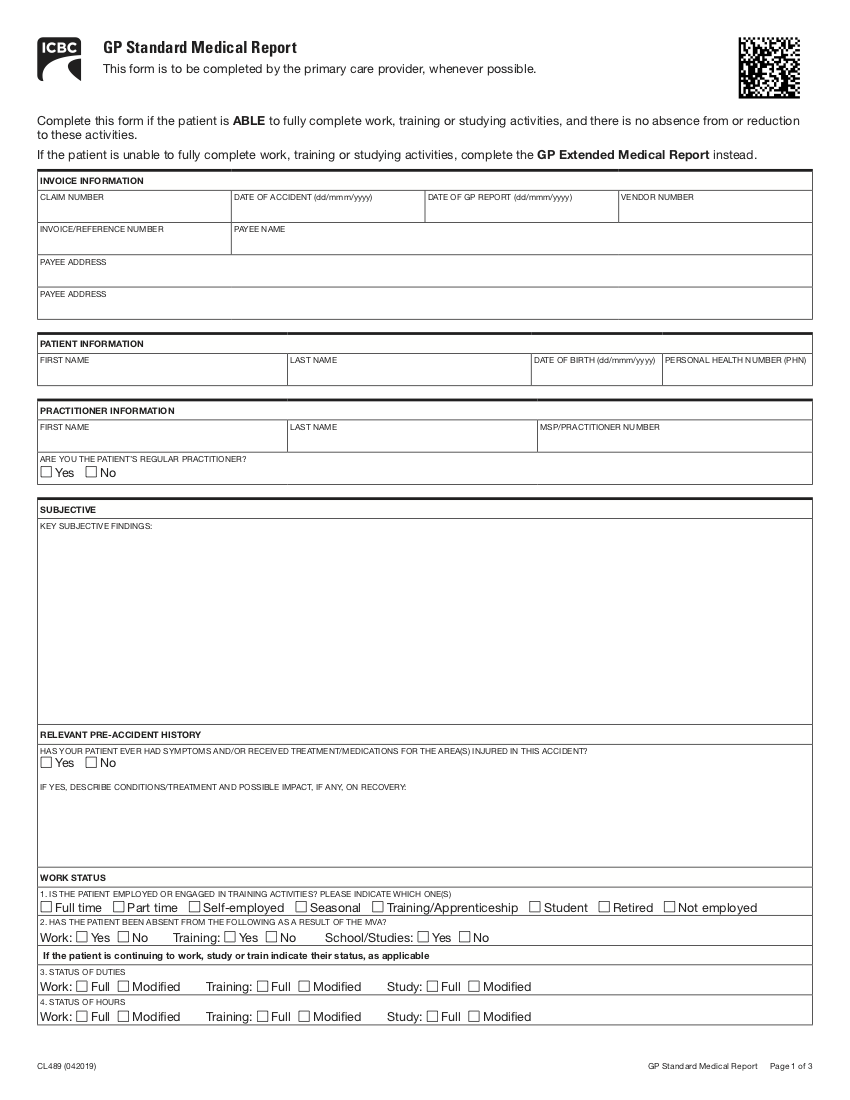 ICBC
GP Standard Medical Report
This form is to be completed by the primary care provider, whenever possible.
Complete this form if the patient is ABLE to fully complete work, training or studying activities, and there is no absence from or reduction
to these activities.
If the patient is unable to fully complete work, training or studying activities, complete the GP Extended Medical Report instead.
INVOICE INFORMATION
CLAIM NUMBER DATE OF ACCIDENT (dd/mmm/yyyy) DATE OF GP REPORT (dd/mmm/yyyy) VENDOR NUMBER
INVOICE/REFERENCE NUMBER PAYEE NAME
PAYEE ADDRESS
PAYEE ADDRESS
PATIENT INFORMATION
FIRST NAME LAST NAME DATE OF BIRTH (dd/mmm/yyyy) PERSONAL HEALTH NUMBER (PHN)
PRACTITIONER INFORMATION
FIRST NAME LAST NAME MSP/PRACTITIONER NUMBER
ARE YOU THE PATIENT'S REGULAR PRACTITIONER?
Yes No
SUBJECTIVE
KEY SUBJECTIVE FINDINGS:
RELEVANT PRE-ACCIDENT HISTORY
HAS YOUR PATIENT EVER HAD SYMPTOMS AND/OR RECEIVED TREATMENT/MEDICATIONS FOR THE AREA(S) INJURED IN THIS ACCIDENT?
Yes No
IF YES, DESCRIBE CONDITIONS/TREATMENT AND POSSIBLE IMPACT, IF ANY, ON RECOVERY:
WORK STATUS
1. IS THE PATIENT EMPLOYED OR ENGAGED IN TRAINING ACTIVITIES? PLEASE INDICATE WHICH ONE(S)
Full time Part time Self-employed Seasonal Training/Apprenticeship Student Retired Not employed
2. HAS THE PATIENT BEEN ABSENT FROM THE FOLLOWING AS A RESULT OF THE MVA?
Work: Yes No Training: Yes No School/Studies: Yes No
If the patient is continuing to work, study or train indicate their status, as applicable
3. STATUS OF DUTIES
Work: Full Modified Training: Full Modified Study: Full Modified
4. STATUS OF HOURS
Work: Full Modified Training: Full Modified Study: Full Modified
CL489 (042019) GP Standard Medical Report Page 1 of 3